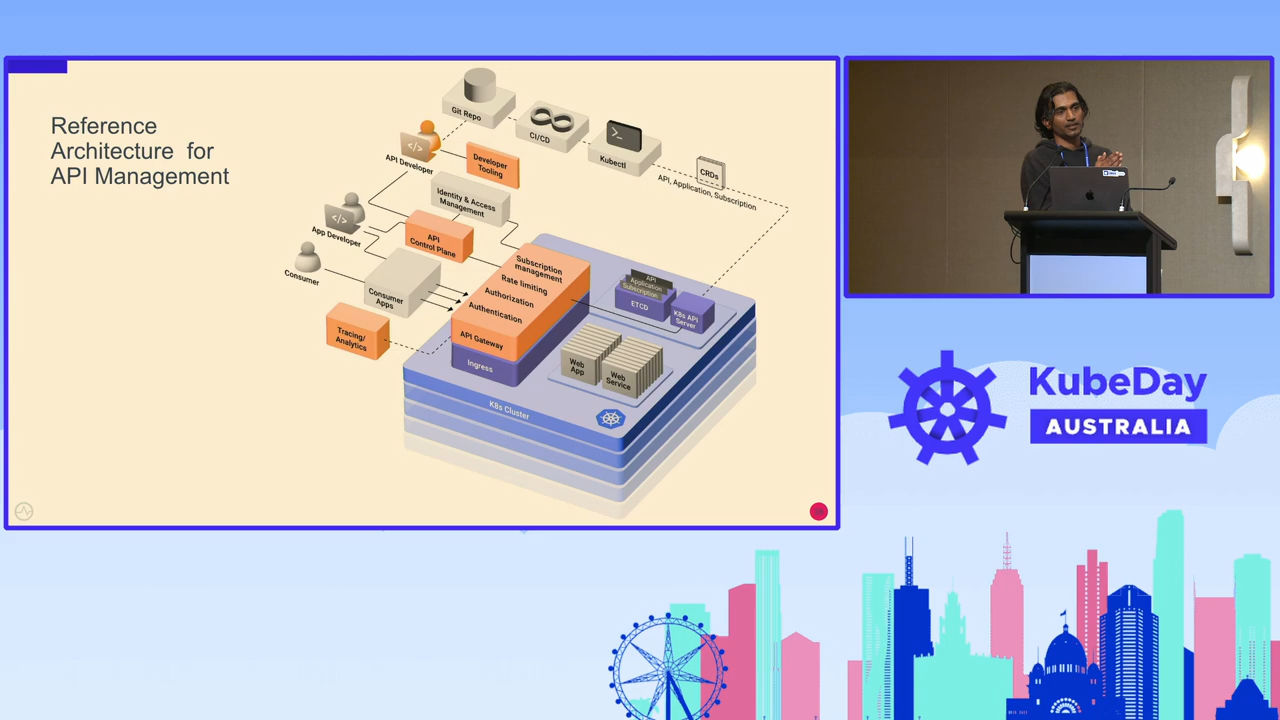 Reference
Architecture for
API Management
Git Repo
CI/CD
Kubectl
CRDs
API, Application, Subscription
</>
API Developer
Developer
Tooling
Identity & Access
Management
</>
App Developer
API
Control Plane
Consumer
Consumer
Apps
Tracing/
Analytics
Subscription
management
Rate limiting
Authorization
Authentication
API Gateway
Ingress
API
Application
Subscription
ETCD
K8s API
Server
Web
App
Web
Service
K8s Cluster
KubeDay
AUSTRALIA